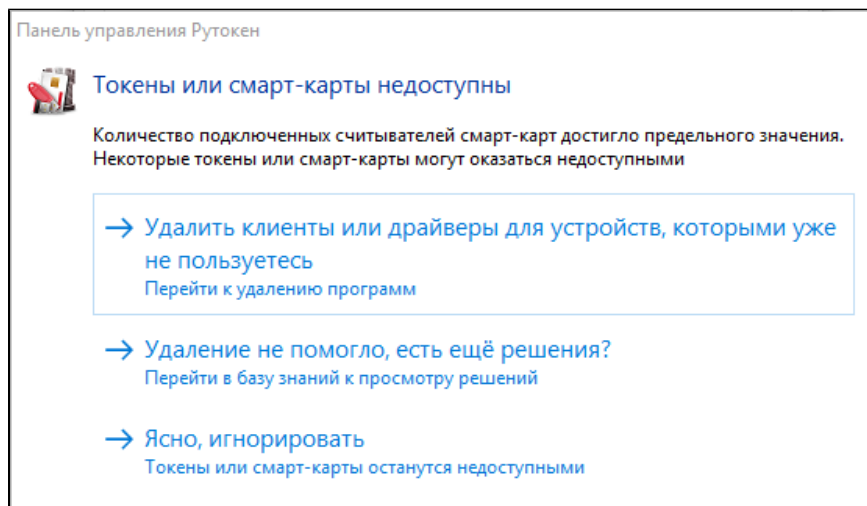 Панель управления Рутокен
Токены или смарт-карты недоступны
Количество подключенных считывателей смарт-карт достигло предельного значения.
Некоторые токены или смарт-карты могут оказаться недоступными
Удалить клиенты или драйверы для устройств, которыми уже
не пользуетесь
Перейти к удалению программ
Удаление не помогло, есть ещё решения?
Перейти в базу знаний к просмотру решений
Ясно, игнорировать
Токены или смарт-карты останутся недоступными